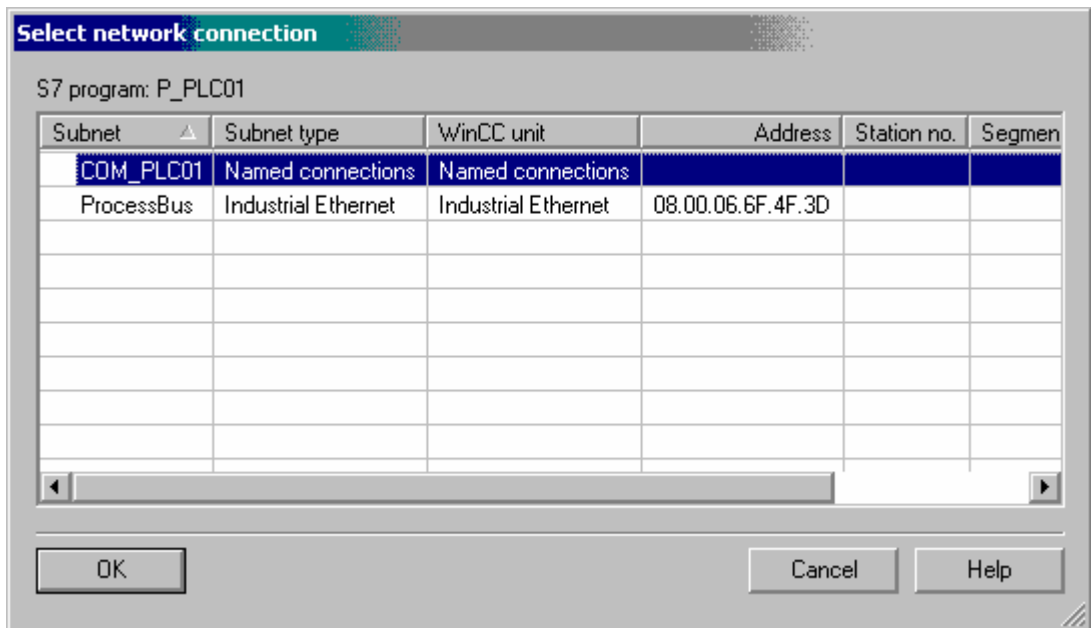 Select network connection
S7 program: P_PLC01
Subnet Subnet type WinCC unit Address Station no. Segmen
COM_PLC01 Named connections Named connections
ProcessBus Industrial Ethernet Industrial Ethernet 08.00.06.6F.4F.3D
OK Cancel Help